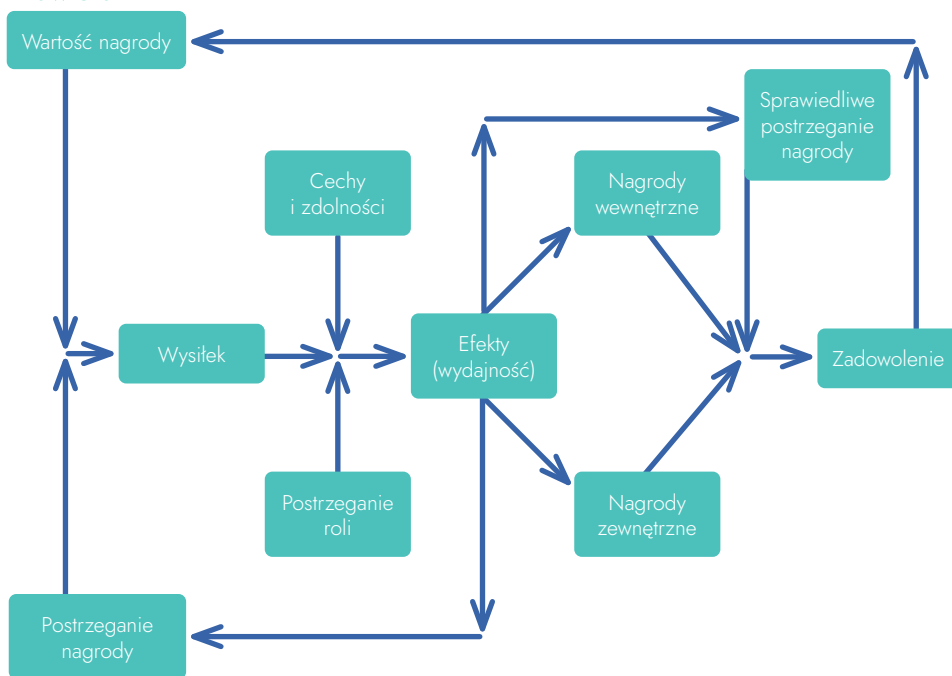 Wartość nagrody
Sprawiedliwe
postrzeganie
nagrody
Cechy
i zdolności
Nagrody
wewnętrzne
Wysiłek
Efekty
(wydajność)
Zadowolenie
Postrzeganie
roli
Nagrody
zewnętrzne
Postrzeganie
nagrody